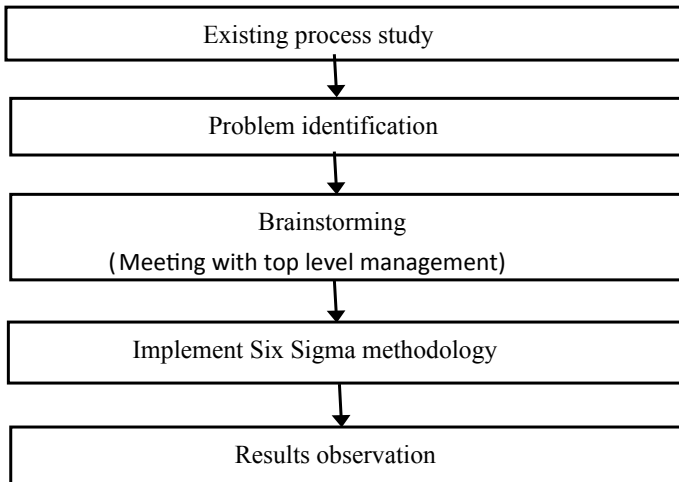 Existing process study
Problem identification
Brainstorming
(Meeting with top level management)
Implement Six Sigma methodology
Results observation